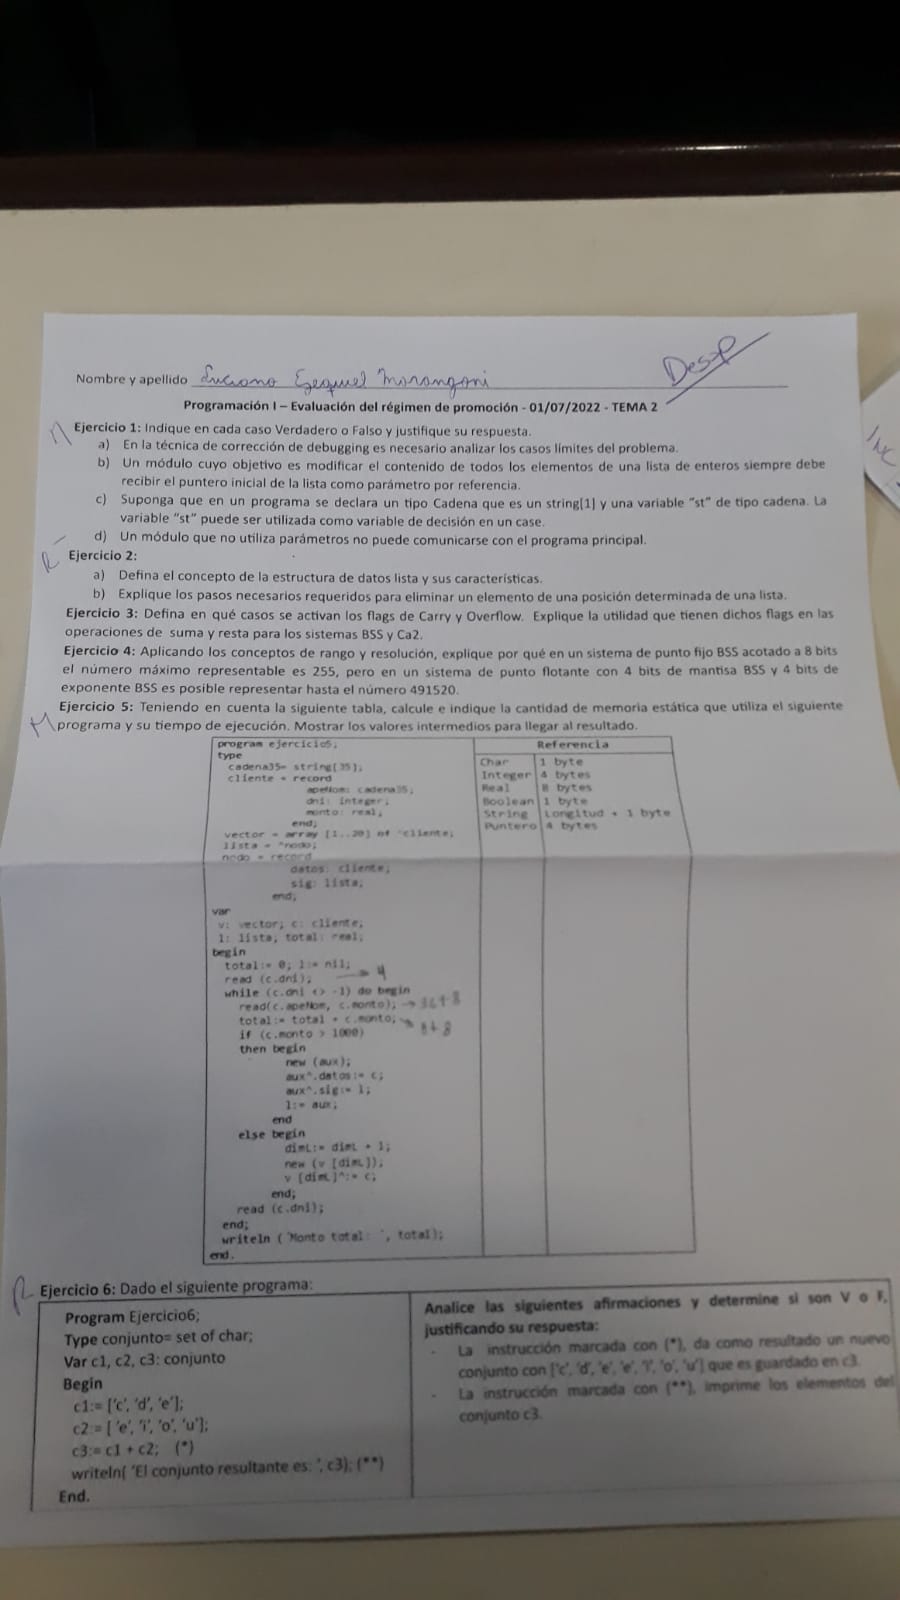 Desap
Nombre y apellido Luciano Ezequiel Morangoni
Programación I – Evaluación del régimen de promoción - 01/07/2022 - TEMA 2
Ejercicio 1: Indique en cada caso Verdadero o Falso y justifique su respuesta.
a) En la técnica de corrección de debugging es necesario analizar los casos límites del problema.
b) Un módulo cuyo objetivo es modificar el contenido de todos los elementos de una lista de enteros siempre debe
recibir el puntero inicial de la lista como parámetro por referencia.
INC
c) Suponga que en un programa se declara un tipo Cadena que es un string[1] y una variable "st" de tipo cadena. La
variable "st" puede ser utilizada como variable de decisión en un case.
d) Un módulo que no utiliza parámetros no puede comunicarse con el programa principal.
R-
Ejercicio 2:
a) Defina el concepto de la estructura de datos lista y sus características.
b) Explique los pasos necesarios requeridos para eliminar un elemento de una posición determinada de una lista.
Ejercicio 3: Defina en qué casos se activan los flags de Carry y Overflow. Explique la utilidad que tienen dichos flags en las
operaciones de suma y resta para los sistemas BSS y Ca2.
Ejercicio 4: Aplicando los conceptos de rango y resolución, explique por qué en un sistema de punto fijo BSS acotado a 8 bits
el número máximo representable es 255, pero en un sistema de punto flotante con 4 bits de mantisa BSS y 4 bits de
exponente BSS es posible representar hasta el número 491520.
Ejercicio 5: Teniendo en cuenta la siguiente tabla, calcule e indique la cantidad de memoria estática que utiliza el siguiente
M
programa y su tiempo de ejecución. Mostrar los valores intermedios para llegar al resultado.
program ejercicio5;
type
cadena35= string[35];
cliente = record
apeNom: cadena35;
dni: integer;
monto: real;
end;
vector = array [1..20] of ^cliente;
lista = ^nodo;
nodo = record
datos: cliente;
sig: lista;
end;
var
v: vector; c: cliente;
l: lista; total: real;
begin
total:= 0; l:= nil;
read (c.dni); → 4
while (c.dni <> -1) do begin
read(c.apeNom, c.monto); → 36+8
total:= total + c.monto; → 8+8
if (c.monto > 1000)
then begin
new (aux);
aux^.datos:= c;
aux^.sig:= l;
l:= aux;
end
else begin
dimL:= dimL + 1;
new (v [dimL]);
v [dimL]^:= c;
end;
read (c.dni);
end;
writeln ( 'Monto total: ', total);
end.
Referencia
Char 1 byte
Integer 4 bytes
Real 8 bytes
Boolean 1 byte
String Longitud + 1 byte
Puntero 4 bytes
R
Ejercicio 6: Dado el siguiente programa:
Program Ejercicio6;
Type conjunto= set of char;
Var c1, c2, c3: conjunto
Begin
c1:= ['c', 'd', 'e'];
c2:= [ 'e', 'i', 'o', 'u'];
c3:= c1 + c2; (*)
writeln( 'El conjunto resultante es: ', c3); (**)
End.
Analice las siguientes afirmaciones y determine si son V o F,
justificando su respuesta:
- La instrucción marcada con (*), da como resultado un nuevo
conjunto con ['c', 'd', 'e', 'e', 'i', 'o', 'u'] que es guardado en c3.
- La instrucción marcada con (**), imprime los elementos del
conjunto c3.